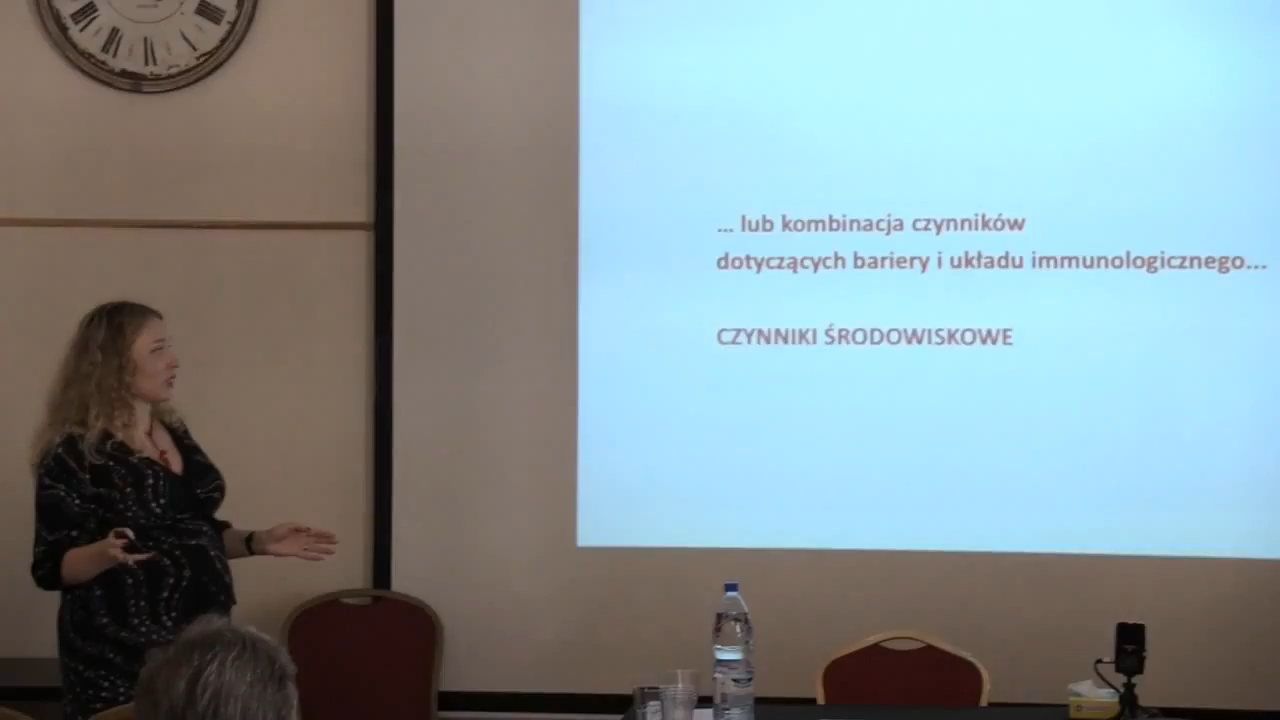 ... lub kombinacja czynników
dotyczących bariery i układu immunologicznego...
CZYNNIKI ŚRODOWISKOWE